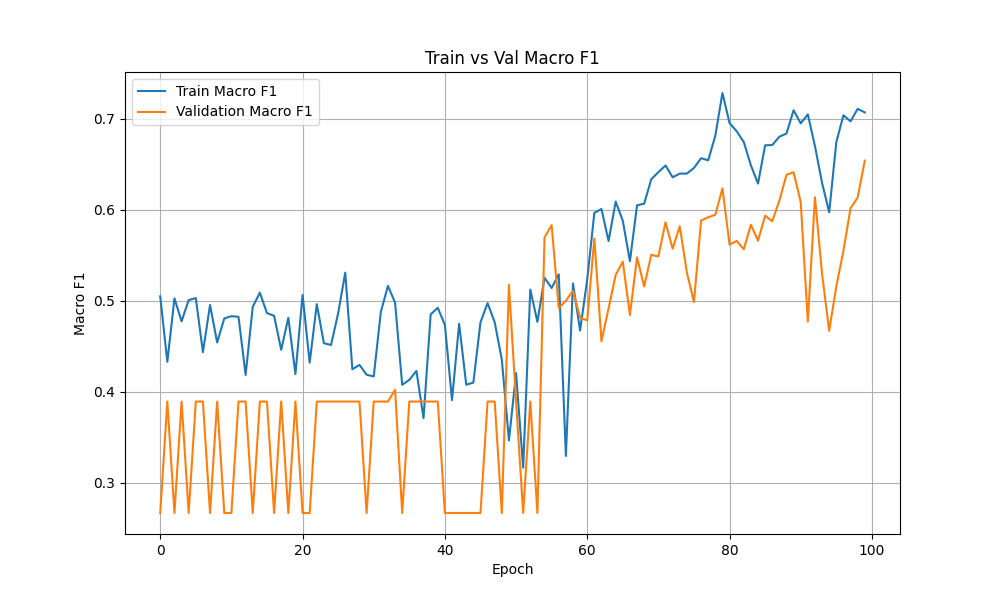 Train vs Val Macro F1
Train Macro F1
Validation Macro F1
Macro F1
0.7
0.6
0.5
0.4
0.3
0 20 40 60 80 100
Epoch